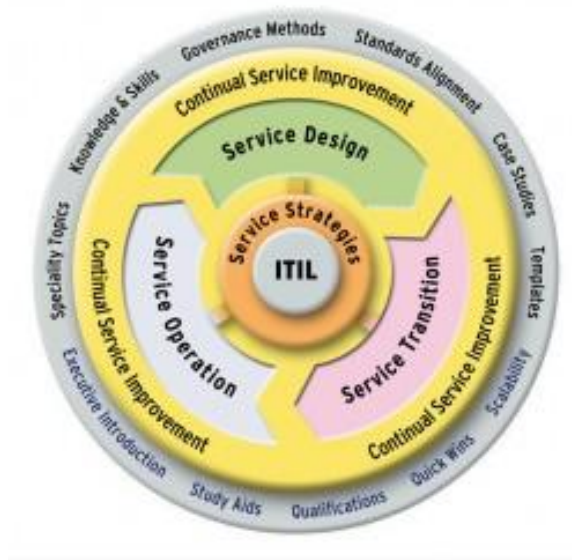 Governance Methods
Standards Alignment
Case Studies
Templates
Scalability
Quick Wins
Qualifications
Study Aids
Executive Introduction
Speciality Topics
Knowledge & Skills
Continual Service Improvement
Continual Service Improvement
Continual Service Improvement
Service Design
Service Transition
Service Operation
Service Strategies
ITIL